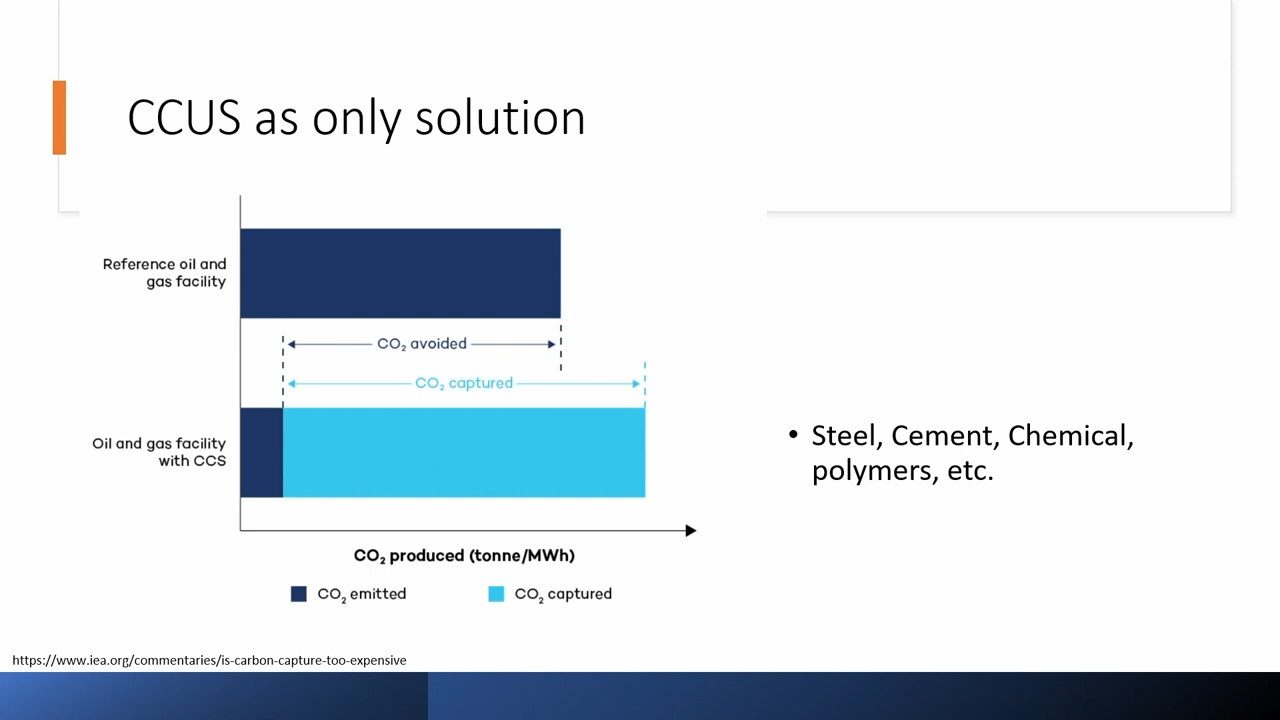 CCUS as only solution
Reference oil and
gas facility
CO₂ avoided
CO₂ captured
Oil and gas facility
with CCS
CO₂ produced (tonne/MWh)
CO₂ emitted
CO₂ captured
• Steel, Cement, Chemical,
polymers, etc.
https://www.iea.org/commentaries/is-carbon-capture-too-expensive